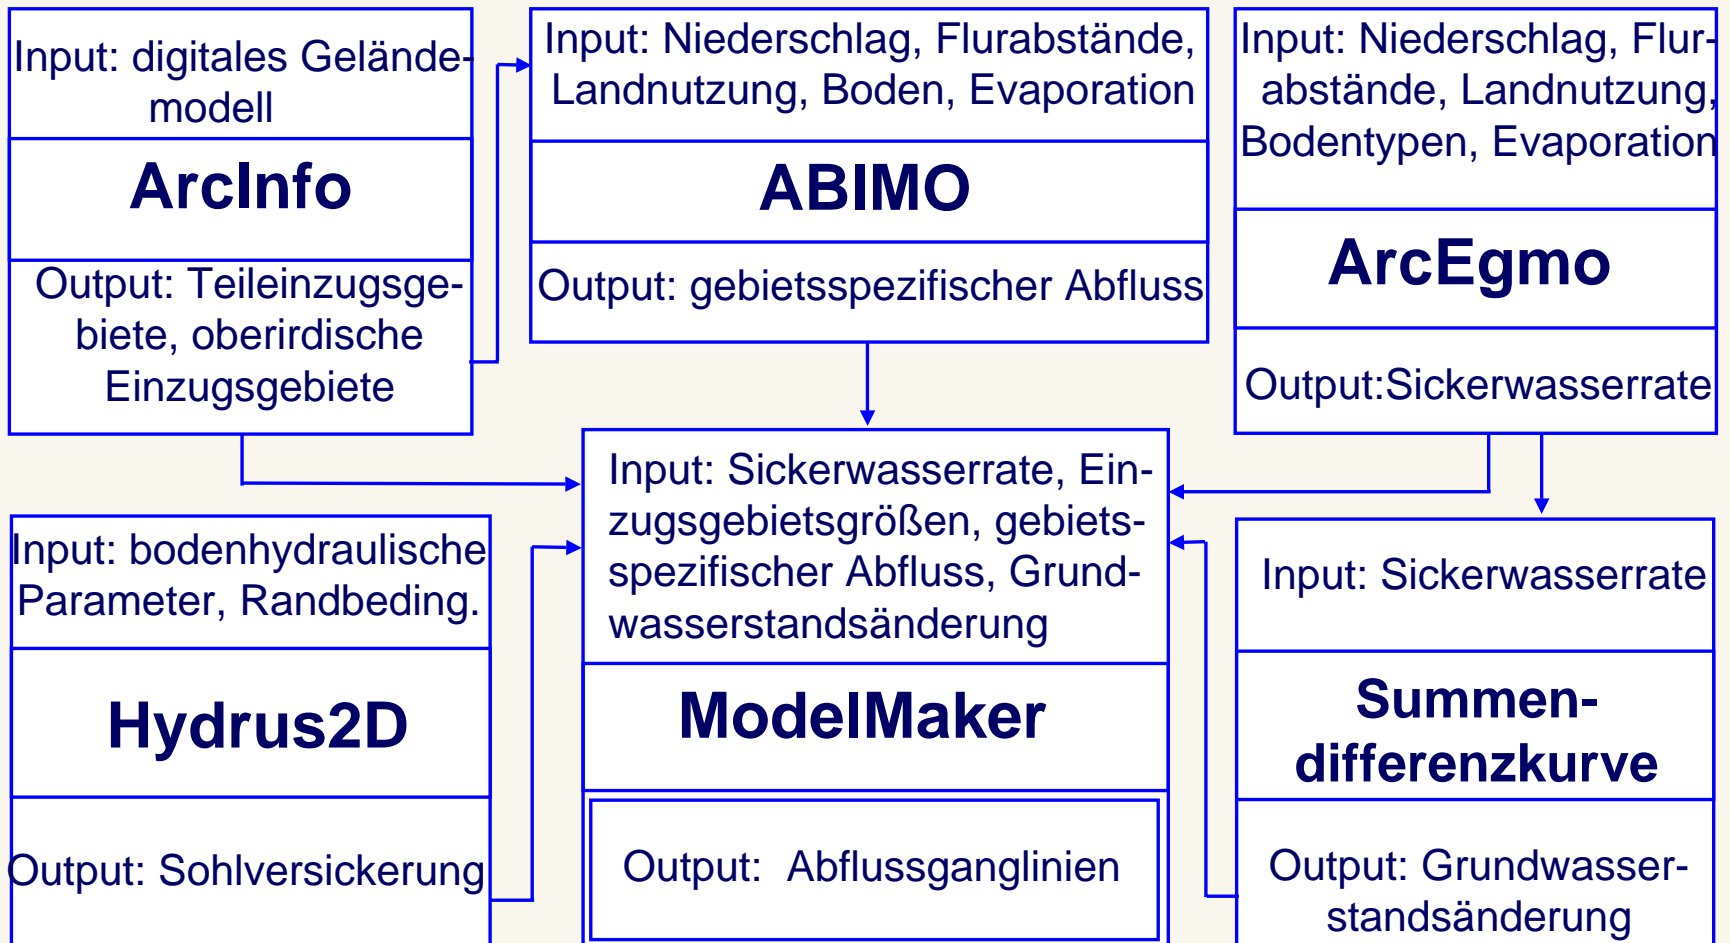 Input: digitales Gelände-
modell
ArcInfo
Output: Teileinzugsge-
biete, oberirdische
Einzugsgebiete
Input: Niederschlag, Flurabstände,
Landnutzung, Boden, Evaporation
ABIMO
Output: gebietsspezifischer Abfluss
Input: Niederschlag, Flur-
abstände, Landnutzung,
Bodentypen, Evaporation
ArcEgmo
Output:Sickerwasserrate
Input: bodenhydraulische
Parameter, Randbeding.
Hydrus2D
Output: Sohlversickerung
Input: Sickerwasserrate, Ein-
zugsgebietsgrößen, gebiets-
spezifischer Abfluss, Grund-
wasserstandsänderung
ModelMaker
Output: Abflussganglinien
Input: Sickerwasserrate
Summen-
differenzkurve
Output: Grundwasser-
standsänderung